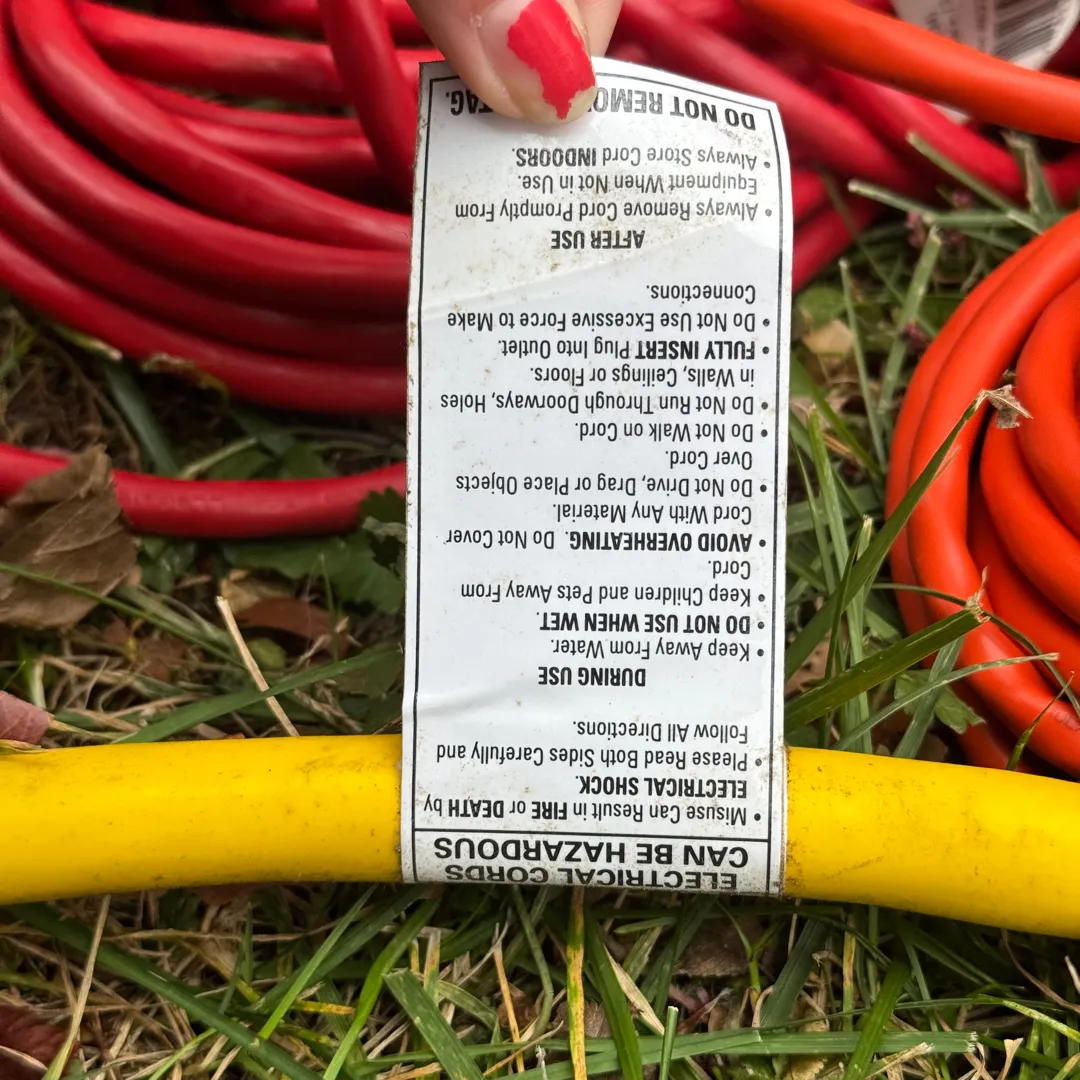 ELECTRICAL CORDS
CAN BE HAZARDOUS
• Misuse Can Result in FIRE or DEATH by
ELECTRICAL SHOCK.
• Please Read Both Sides Carefully and
Follow All Directions.
DURING USE
• Keep Away From Water.
• DO NOT USE WHEN WET.
• Keep Children and Pets Away From
Cord.
• AVOID OVERHEATING. Do Not Cover
Cord With Any Material.
• Do Not Drive, Drag or Place Objects
Over Cord.
• Do Not Walk on Cord.
• Do Not Run Through Doorways, Holes
in Walls, Ceilings or Floors.
• FULLY INSERT Plug Into Outlet.
• Do Not Use Excessive Force to Make
Connections.
AFTER USE
• Always Remove Cord Promptly From
Equipment When Not in Use.
• Always Store Cord INDOORS.
DO NOT REMO TAG.